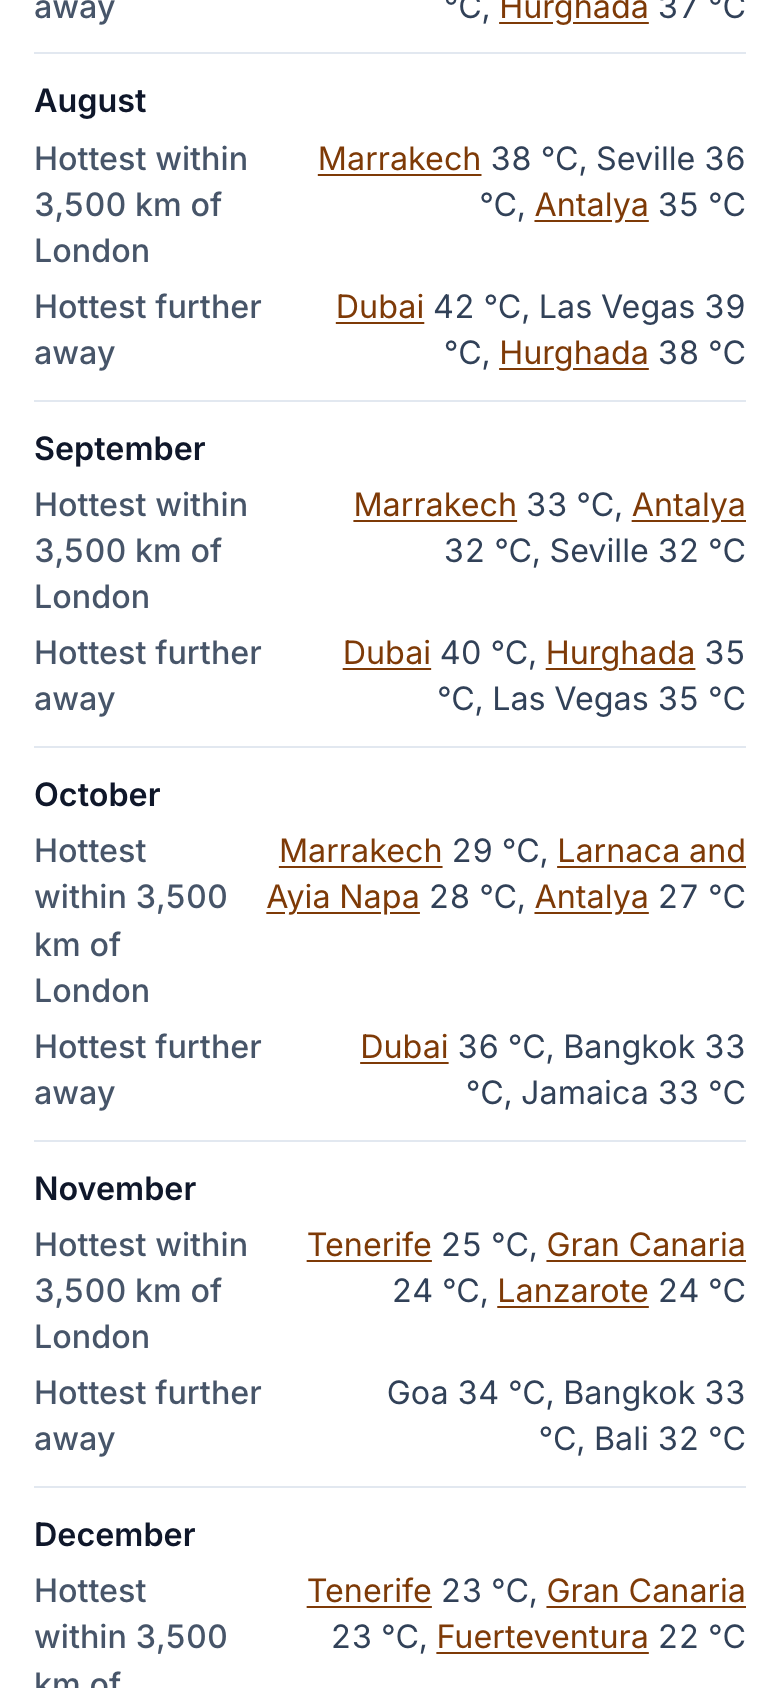 away °C, Hurghada 37 °C
August
Hottest within Marrakech 38 °C, Seville 36
3,500 km of °C, Antalya 35 °C
London
Hottest further Dubai 42 °C, Las Vegas 39
away °C, Hurghada 38 °C
September
Hottest within Marrakech 33 °C, Antalya
3,500 km of 32 °C, Seville 32 °C
London
Hottest further Dubai 40 °C, Hurghada 35
away °C, Las Vegas 35 °C
October
Hottest Marrakech 29 °C, Larnaca and
within 3,500 Ayia Napa 28 °C, Antalya 27 °C
km of
London
Hottest further Dubai 36 °C, Bangkok 33
away °C, Jamaica 33 °C
November
Hottest within Tenerife 25 °C, Gran Canaria
3,500 km of 24 °C, Lanzarote 24 °C
London
Hottest further Goa 34 °C, Bangkok 33
away °C, Bali 32 °C
December
Hottest Tenerife 23 °C, Gran Canaria
within 3,500 23 °C, Fuerteventura 22 °C
km of